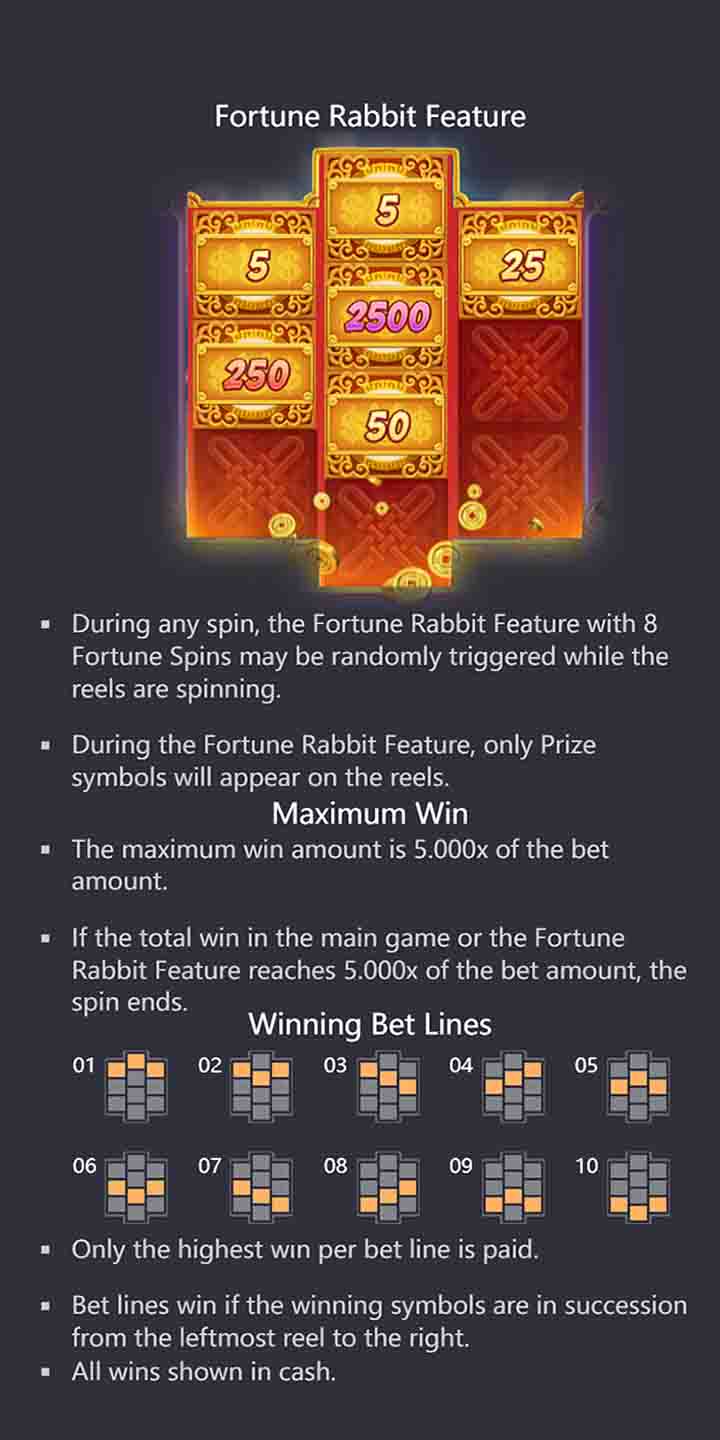 Fortune Rabbit Feature
5
5
25
2500
250
50
▪ During any spin, the Fortune Rabbit Feature with 8
Fortune Spins may be randomly triggered while the
reels are spinning.
▪ During the Fortune Rabbit Feature, only Prize
symbols will appear on the reels.
Maximum Win
▪ The maximum win amount is 5.000x of the bet
amount.
▪ If the total win in the main game or the Fortune
Rabbit Feature reaches 5.000x of the bet amount, the
spin ends.
Winning Bet Lines
01 02 03 04 05
06 07 08 09 10
▪ Only the highest wın per bet line is paid.
▪ Bet lines win if the winning symbols are in succession
from the leftmost reel to the right.
▪ All wins shown in cash.